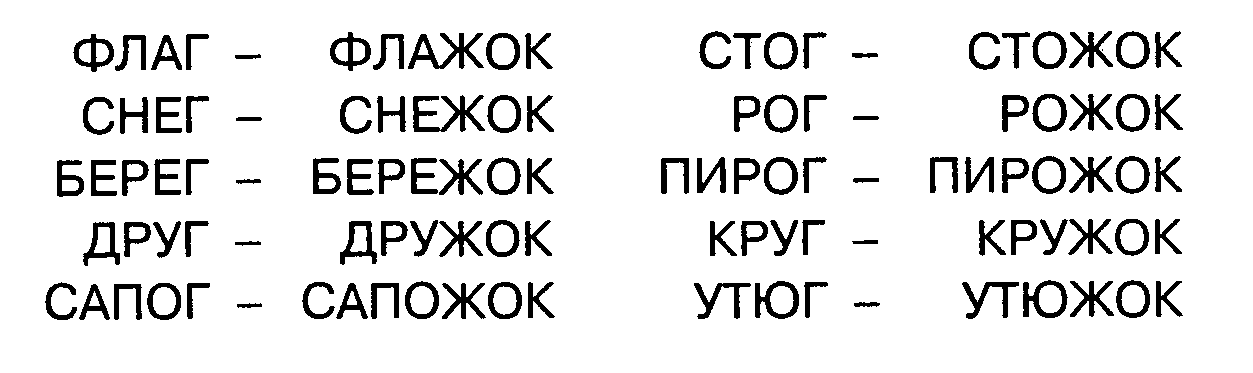 ФЛАГ – ФЛАЖОК
СНЕГ – СНЕЖОК
БЕРЕГ – БЕРЕЖОК
ДРУГ – ДРУЖОК
САПОГ – САПОЖОК
СТОГ – СТОЖОК
РОГ – РОЖОК
ПИРОГ – ПИРОЖОК
КРУГ – КРУЖОК
УТЮГ – УТЮЖОК